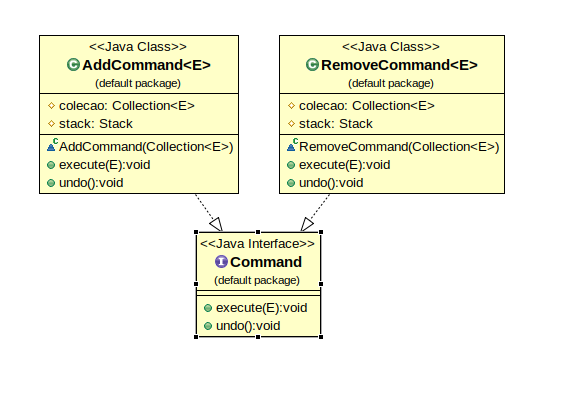 <<Java Class>>
AddCommand<E>
(default package)
colecao: Collection<E>
stack: Stack
AddCommand(Collection<E>)
execute(E):void
undo():void
<<Java Class>>
RemoveCommand<E>
(default package)
colecao: Collection<E>
stack: Stack
RemoveCommand(Collection<E>)
execute(E):void
undo():void
<<Java Interface>>
Command
(default package)
execute(E):void
undo():void